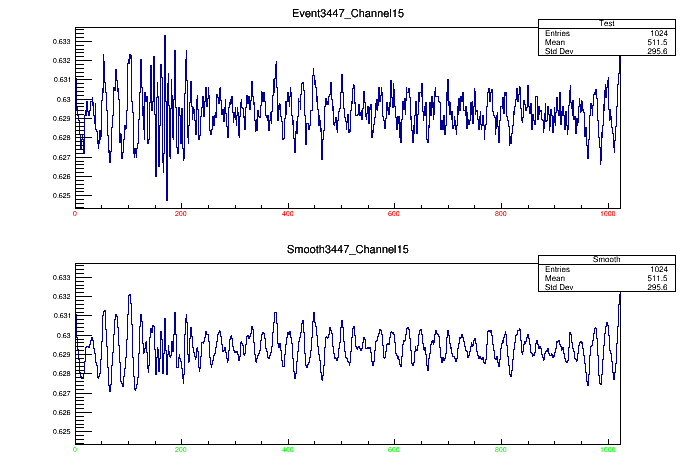 Event3447_Channel15
Test
Entries 1024
Mean 511.5
Std Dev 295.6
0.633
0.632
0.631
0.63
0.629
0.628
0.627
0.626
0.625
0 200 400 600 800 1000
Smooth3447_Channel15
Smooth
Entries 1024
Mean 511.5
Std Dev 295.6
0.633
0.632
0.631
0.63
0.629
0.628
0.627
0.626
0.625
0 200 400 600 800 1000